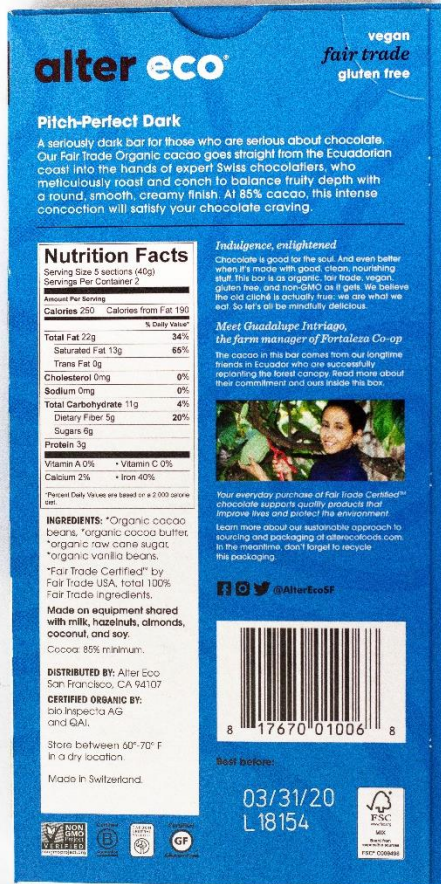 alter eco®
vegan
fair trade
gluten free
Pitch-Perfect Dark
A seriously dark bar for those who are serious about chocolate.
Our Fair Trade Organic cacao goes straight from the Ecuadorian
coast into the hands of expert Swiss chocolatiers, who
meticulously roast and conch to balance fruity depth with
a round, smooth, creamy finish. At 85% cacao, this intense
concoction will satisfy your chocolate craving.
Nutrition Facts
Serving Size 5 sections (40g)
Servings Per Container 2
Amount Per Serving
Calories 250 Calories from Fat 190
% Daily Value*
Total Fat 22g 34%
Saturated Fat 13g 65%
Trans Fat 0g
Cholesterol 0mg 0%
Sodium 0mg 0%
Total Carbohydrate 11g 4%
Dietary Fiber 5g 20%
Sugars 6g
Protein 3g
Vitamin A 0% • Vitamin C 0%
Calcium 2% • Iron 40%
*Percent Daily Values are based on a 2,000 calorie
diet.
INGREDIENTS: *Organic cacao
beans, *organic cocoa butter,
*organic raw cane sugar,
*organic vanilla beans.
*Fair Trade Certified™ by
Fair Trade USA, total 100%
Fair Trade ingredients.
Made on equipment shared
with milk, hazelnuts, almonds,
coconut, and soy.
Cocoa: 85% minimum.
DISTRIBUTED BY: Alter Eco
San Francisco, CA 94107
CERTIFIED ORGANIC BY:
bio.inspecta AG
and QAI.
Store between 60°-70° F
in a dry location
Made in Switzerland.
Indulgence, enlightened
Chocolate is good for the soul. And even better
when it's made with good, clean, nourishing
stuff. This bar is as organic, fair trade, vegan,
gluten free, and non-GMO as it gets. We believe
the old cliché is actually true: we are what we
eat. So let's all be mindfully delicious.
Meet Guadalupe Intriago,
the farm manager of Fortaleza Co-op
The cacao in this bar comes from our longtime
friends in Ecuador who are successfully
replanting the forest canopy. Read more about
their commitment and ours inside this box.
Your everyday purchase of Fair Trade Certified™
chocolate supports quality products that
improve lives and protect the environment.
Learn more about our sustainable approach to
sourcing and packaging at alterecofoods.com.
In the meantime, don't forget to recycle
this packaging.
@AlterEcoSF
8 17670 01006 8
Best before:
03/31/20
L18154
NON
GMO
Project
VERIFIED
Certified
B
Certified
GF
FSC
MIX